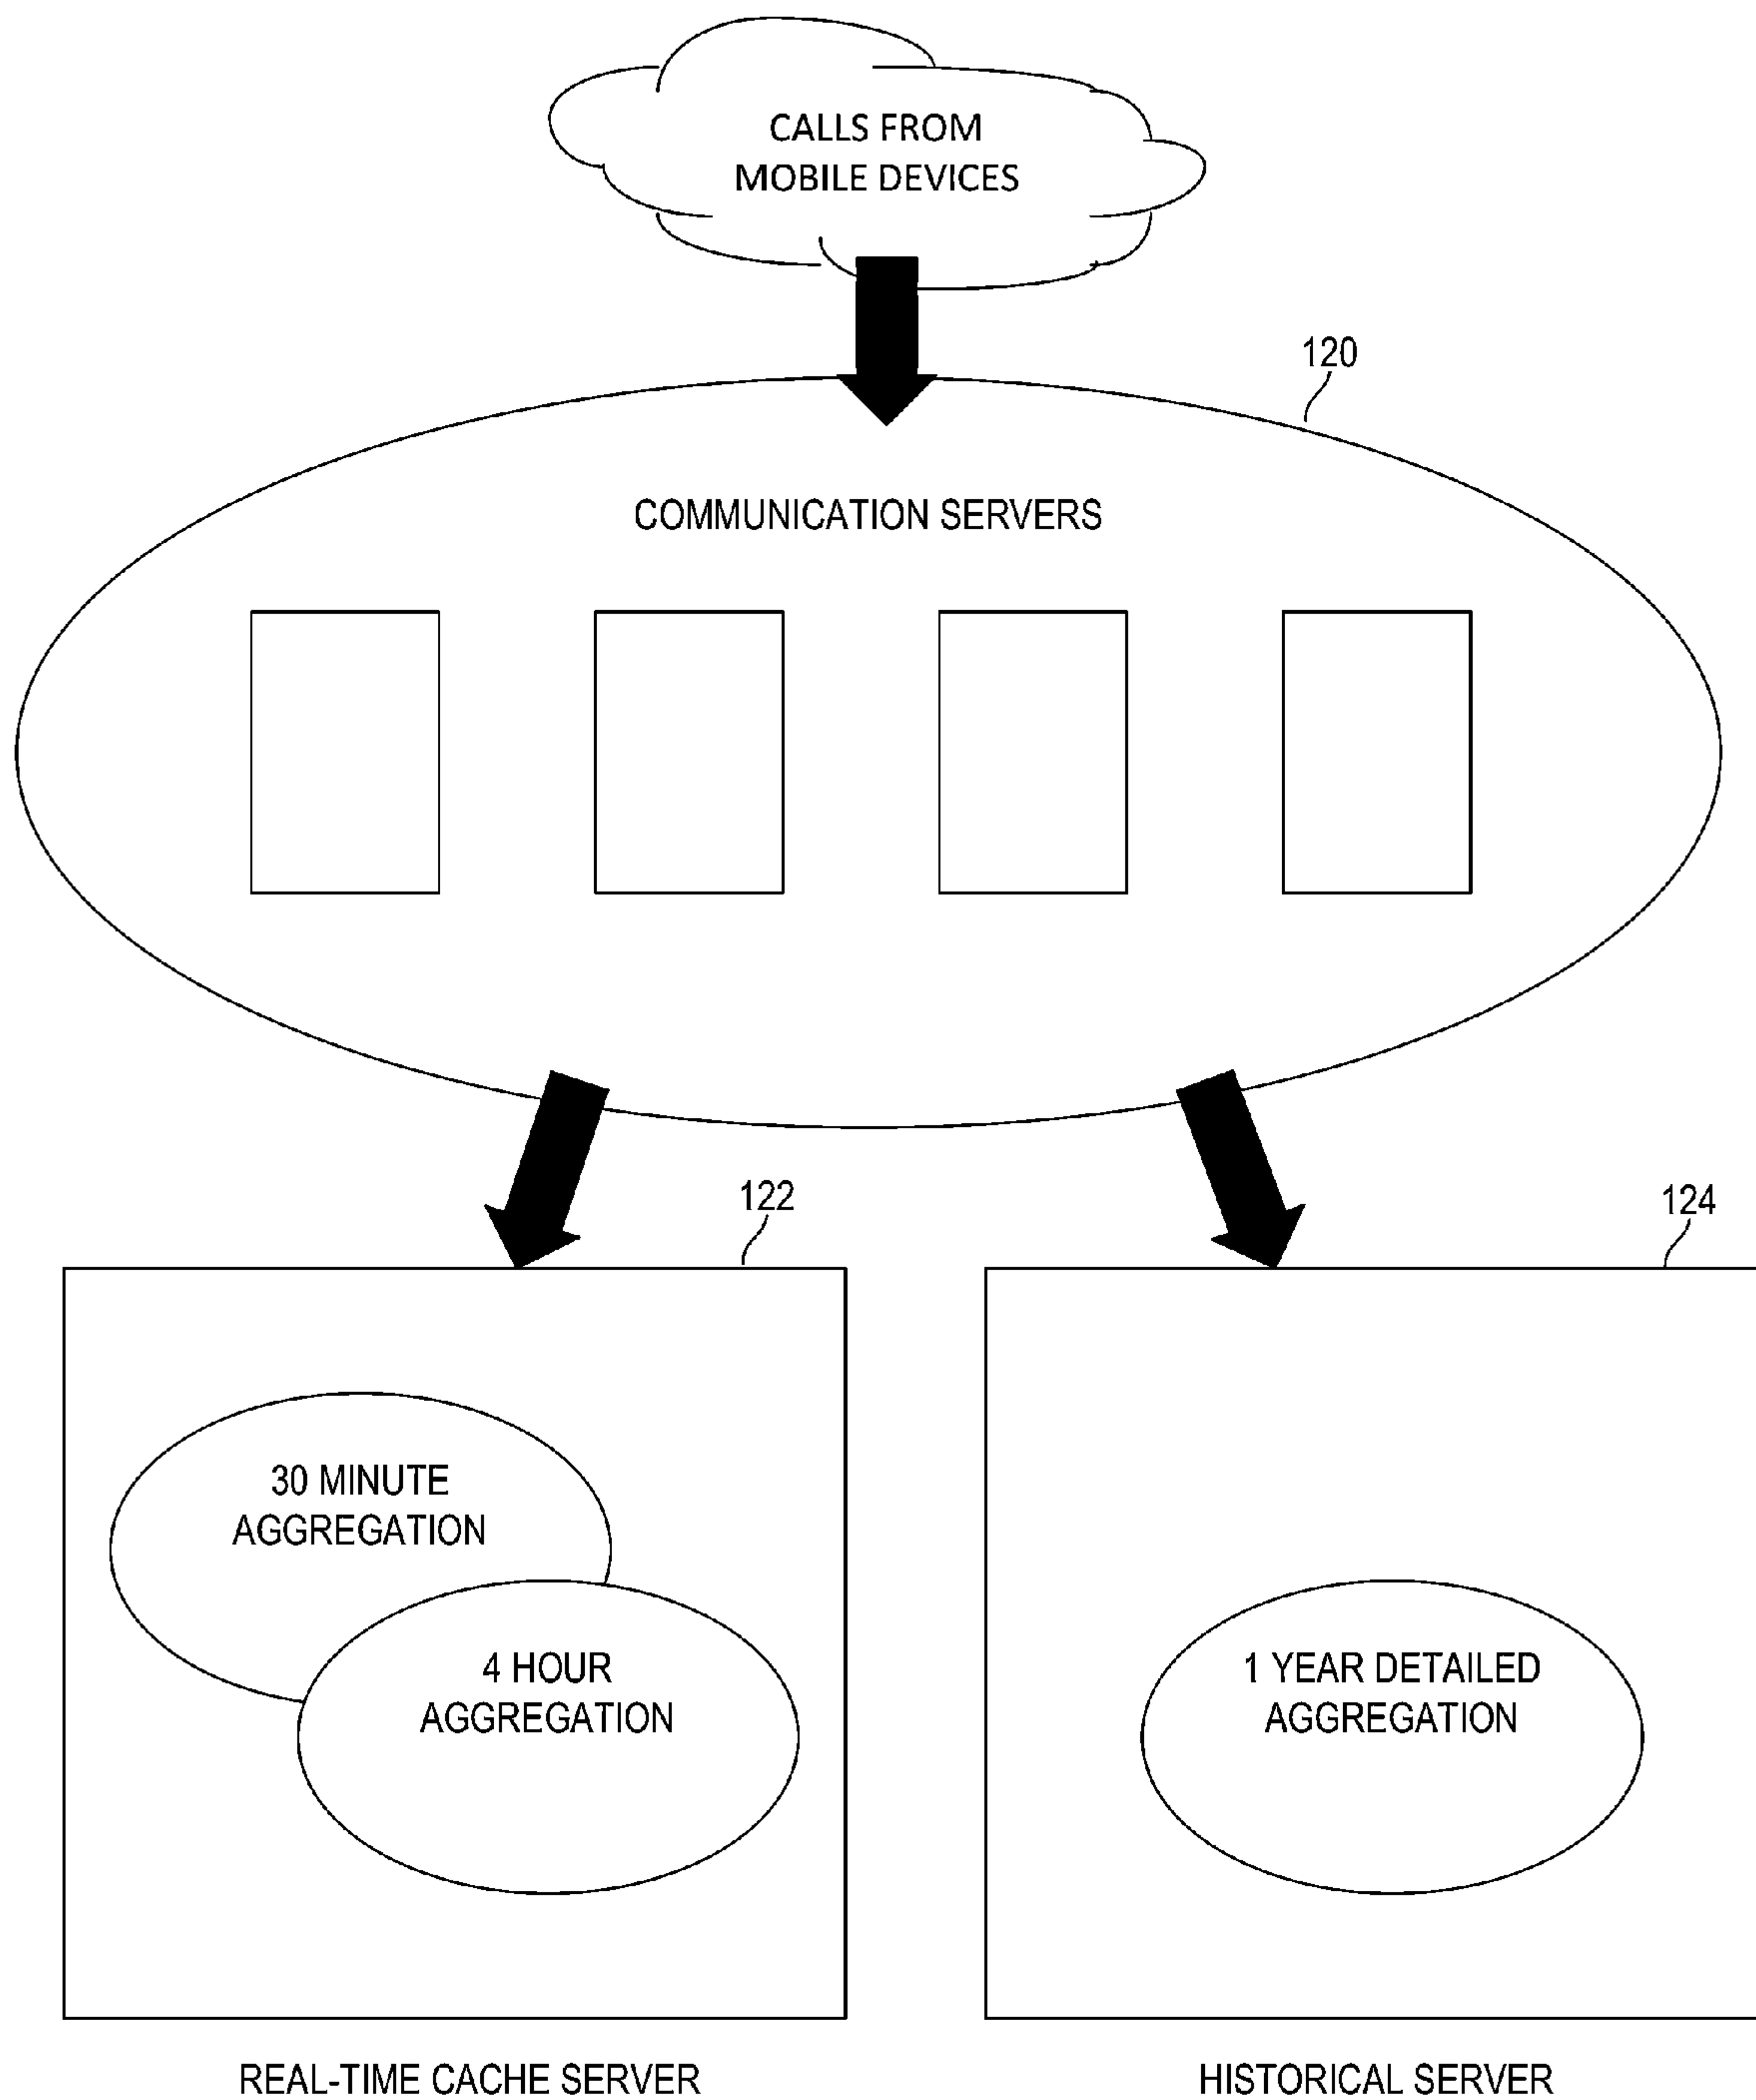 CALLS FROM
MOBILE DEVICES
120
COMMUNICATION SERVERS
122
124
30 MINUTE
AGGREGATION
4 HOUR
AGGREGATION
1 YEAR DETAILED
AGGREGATION
REAL-TIME CACHE SERVER
HISTORICAL SERVER